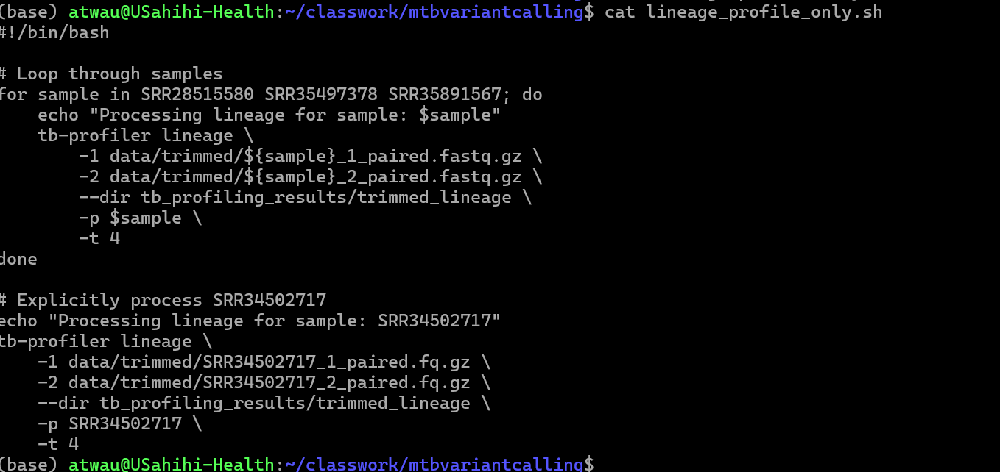 (base) atwau@USahihi-Health:~/classwork/mtbvariantcalling$ cat lineage_profile_only.sh
#!/bin/bash

# Loop through samples
for sample in SRR28515580 SRR35497378 SRR35891567; do
    echo "Processing lineage for sample: $sample"
    tb-profiler lineage \
        -1 data/trimmed/${sample}_1_paired.fastq.gz \
        -2 data/trimmed/${sample}_2_paired.fastq.gz \
        --dir tb_profiling_results/trimmed_lineage \
        -p $sample \
        -t 4
done

# Explicitly process SRR34502717
echo "Processing lineage for sample: SRR34502717"
tb-profiler lineage \
    -1 data/trimmed/SRR34502717_1_paired.fq.gz \
    -2 data/trimmed/SRR34502717_2_paired.fq.gz \
    --dir tb_profiling_results/trimmed_lineage \
    -p SRR34502717 \
    -t 4
(base) atwau@USahihi-Health:~/classwork/mtbvariantcalling$